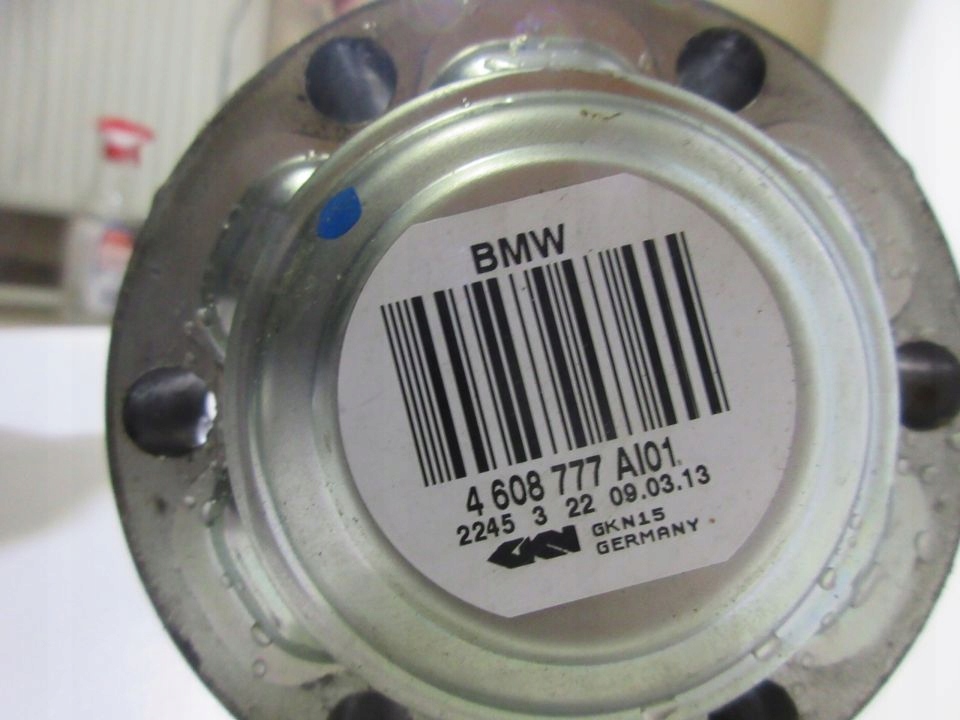 BMW
4 608 777 AI01
2245 3 22 09.03.13
GKN GKN15
GERMANY